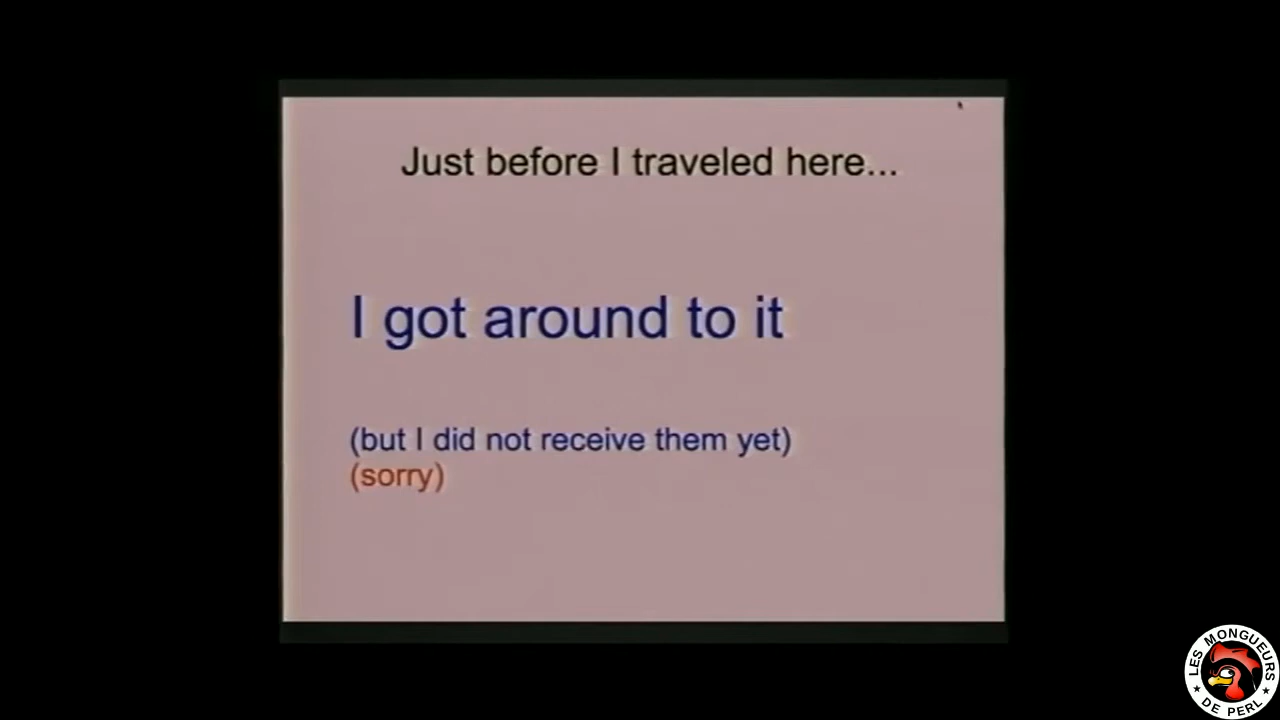 Just before I traveled here...
I got around to it
(but I did not receive them yet)
(sorry)
LES MONGUEURS
★ DE PERL ★